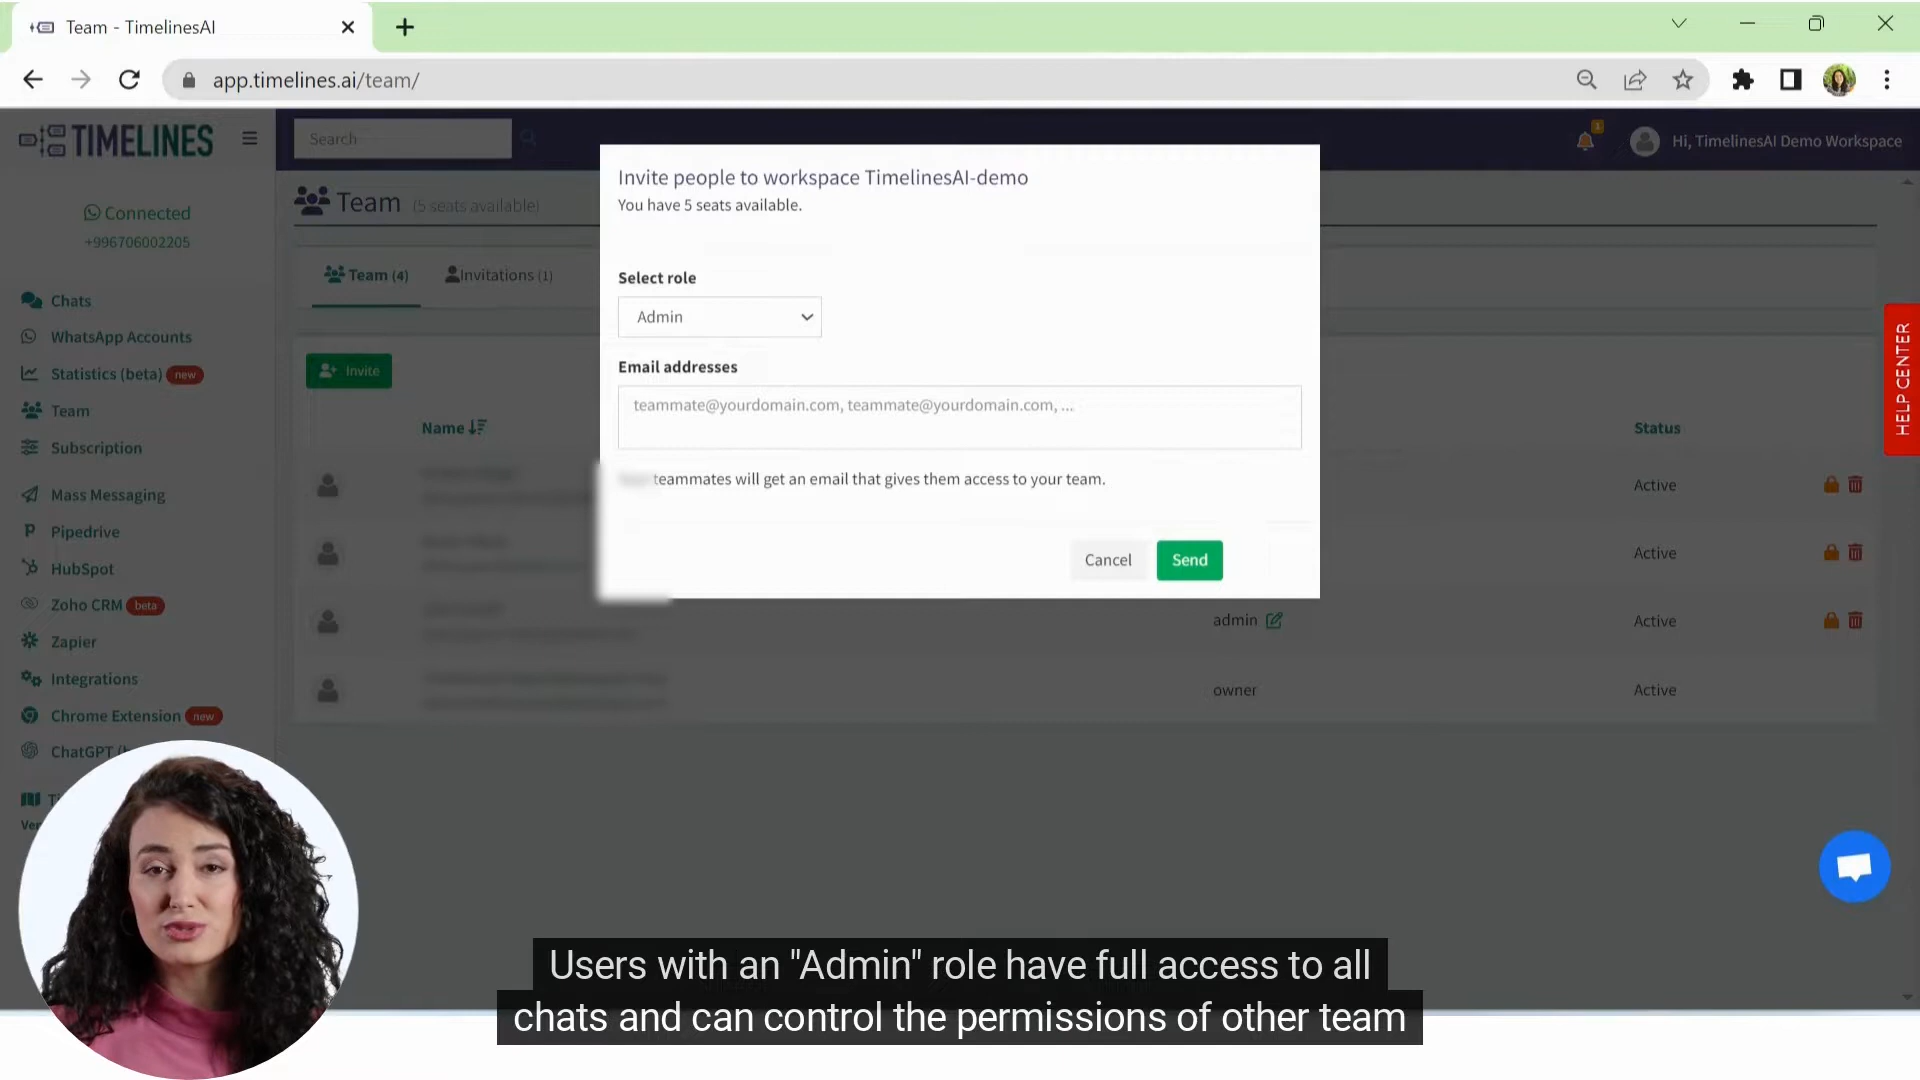 Team - TimelinesAI
app.timelines.ai/team/
TIMELINES
Search
1
Hi, TimelinesAI Demo Workspace
Connected
+996706002205
Chats
WhatsApp Accounts
Statistics (beta) new
Team
Subscription
Mass Messaging
Pipedrive
HubSpot
Zoho CRM beta
Zapier
Integrations
Chrome Extension new
ChatGPT
Team (5 seats available)
Team (4)
Invitations (1)
Invite
Name
Status
Active
Active
admin
Active
owner
Active
Invite people to workspace TimelinesAI-demo
You have 5 seats available.
Select role
Admin
Email addresses
teammate@yourdomain.com, teammate@yourdomain.com, ...
teammates will get an email that gives them access to your team.
Cancel
Send
HELP CENTER
Users with an "Admin" role have full access to all
chats and can control the permissions of other team